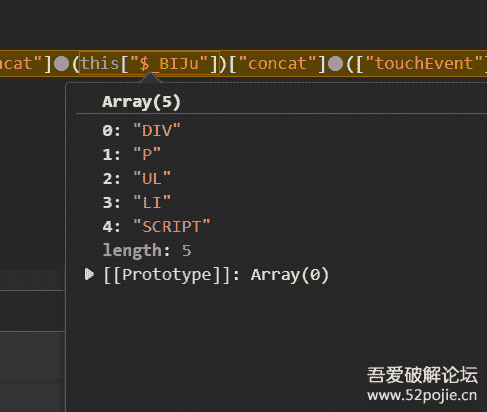 ncat"](this["$_BIJu"])["concat"](["touchEvent"]
Array(5)
0: "DIV"
1: "P"
2: "UL"
3: "LI"
4: "SCRIPT"
length: 5
[[Prototype]]: Array(0)
吾爱破解论坛
www.52pojie.cn